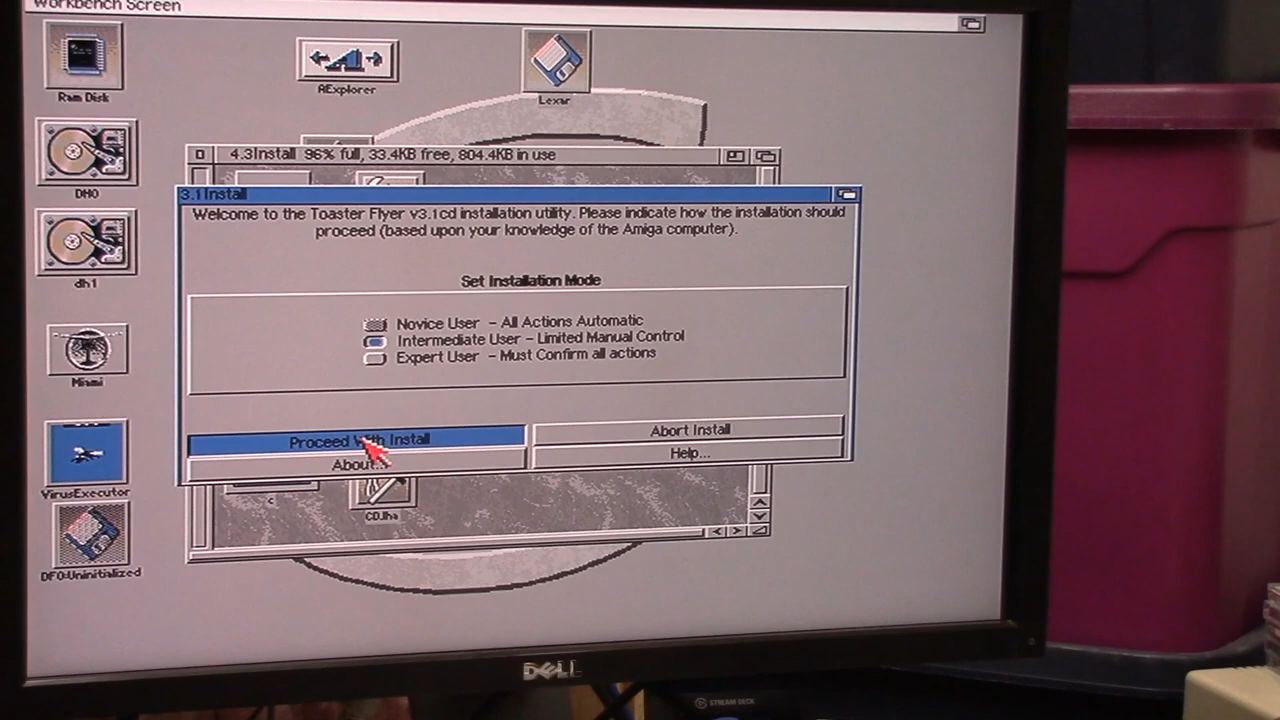 Workbench Screen
Ram Disk
AExplorer
Lexar
DH0
4.3Install 96% full, 33.4KB free, 804.4KB in use
3.1Install
Welcome to the Toaster Flyer v3.1cd installation utility. Please indicate how the installation should
proceed (based upon your knowledge of the Amiga computer).
dh1
Set Installation Mode
Novice User - All Actions Automatic
Intermediate User - Limited Manual Control
Expert User - Must Confirm all actions
Miami
Proceed With Install
Abort Install
About...
Help...
VirusExecutor
c
CD.lha
DF0:Uninitialized
DELL
STREAM DECK